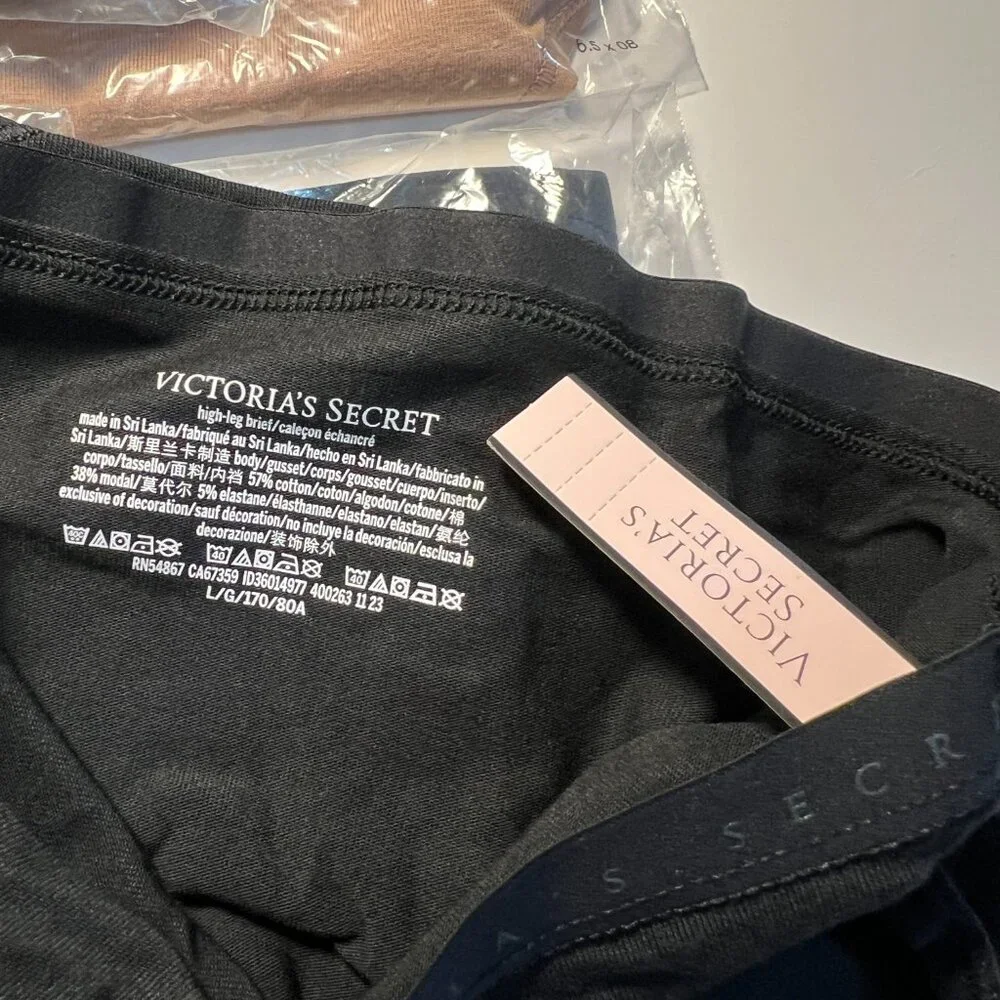 6.5 x 08
VICTORIA'S SECRET
high-leg brief/caleçon échancré
made in Sri Lanka/fabriqué au Sri Lanka/hecho en Sri Lanka/fabbricato in
Sri Lanka/斯里兰卡制造 body/gusset/corps/gousset/cuerpo/inserto/
corpo/tassello/面料/内裆 57% cotton/coton/algodon/cotone/棉
38% modal/莫代尔 5% elastane/élasthanne/elastano/elastan/氨纶
exclusive of decoration/sauf décoration/no incluye la decoración/esclusa la
decorazione/装饰除外
40C 40 40
RN54867 CA67359 ID36014977 400263 11 23
L/G/170/80A
VICTORIA'S
SECRET
A S SECR